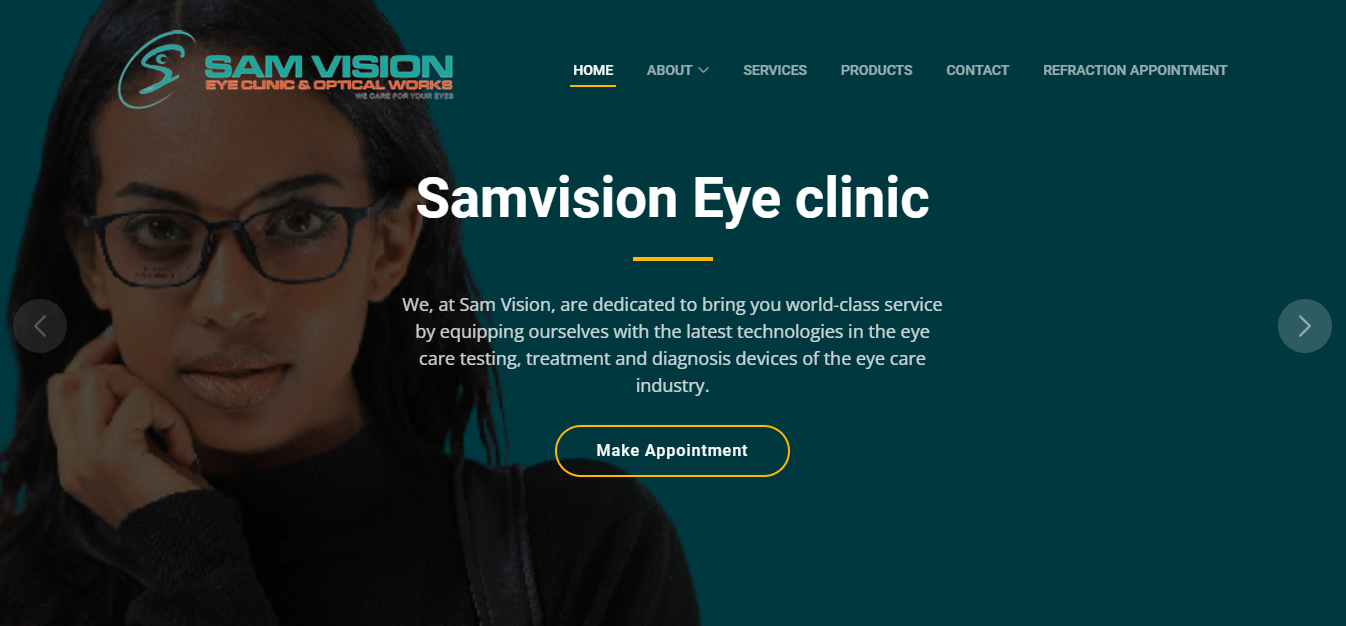 SAM VISION
EYE CLINIC & OPTICAL WORKS
WE CARE FOR YOUR EYES
HOME ABOUT SERVICES PRODUCTS CONTACT REFRACTION APPOINTMENT
Samvision Eye clinic
We, at Sam Vision, are dedicated to bring you world-class service
by equipping ourselves with the latest technologies in the eye
care testing, treatment and diagnosis devices of the eye care
industry.
Make Appointment